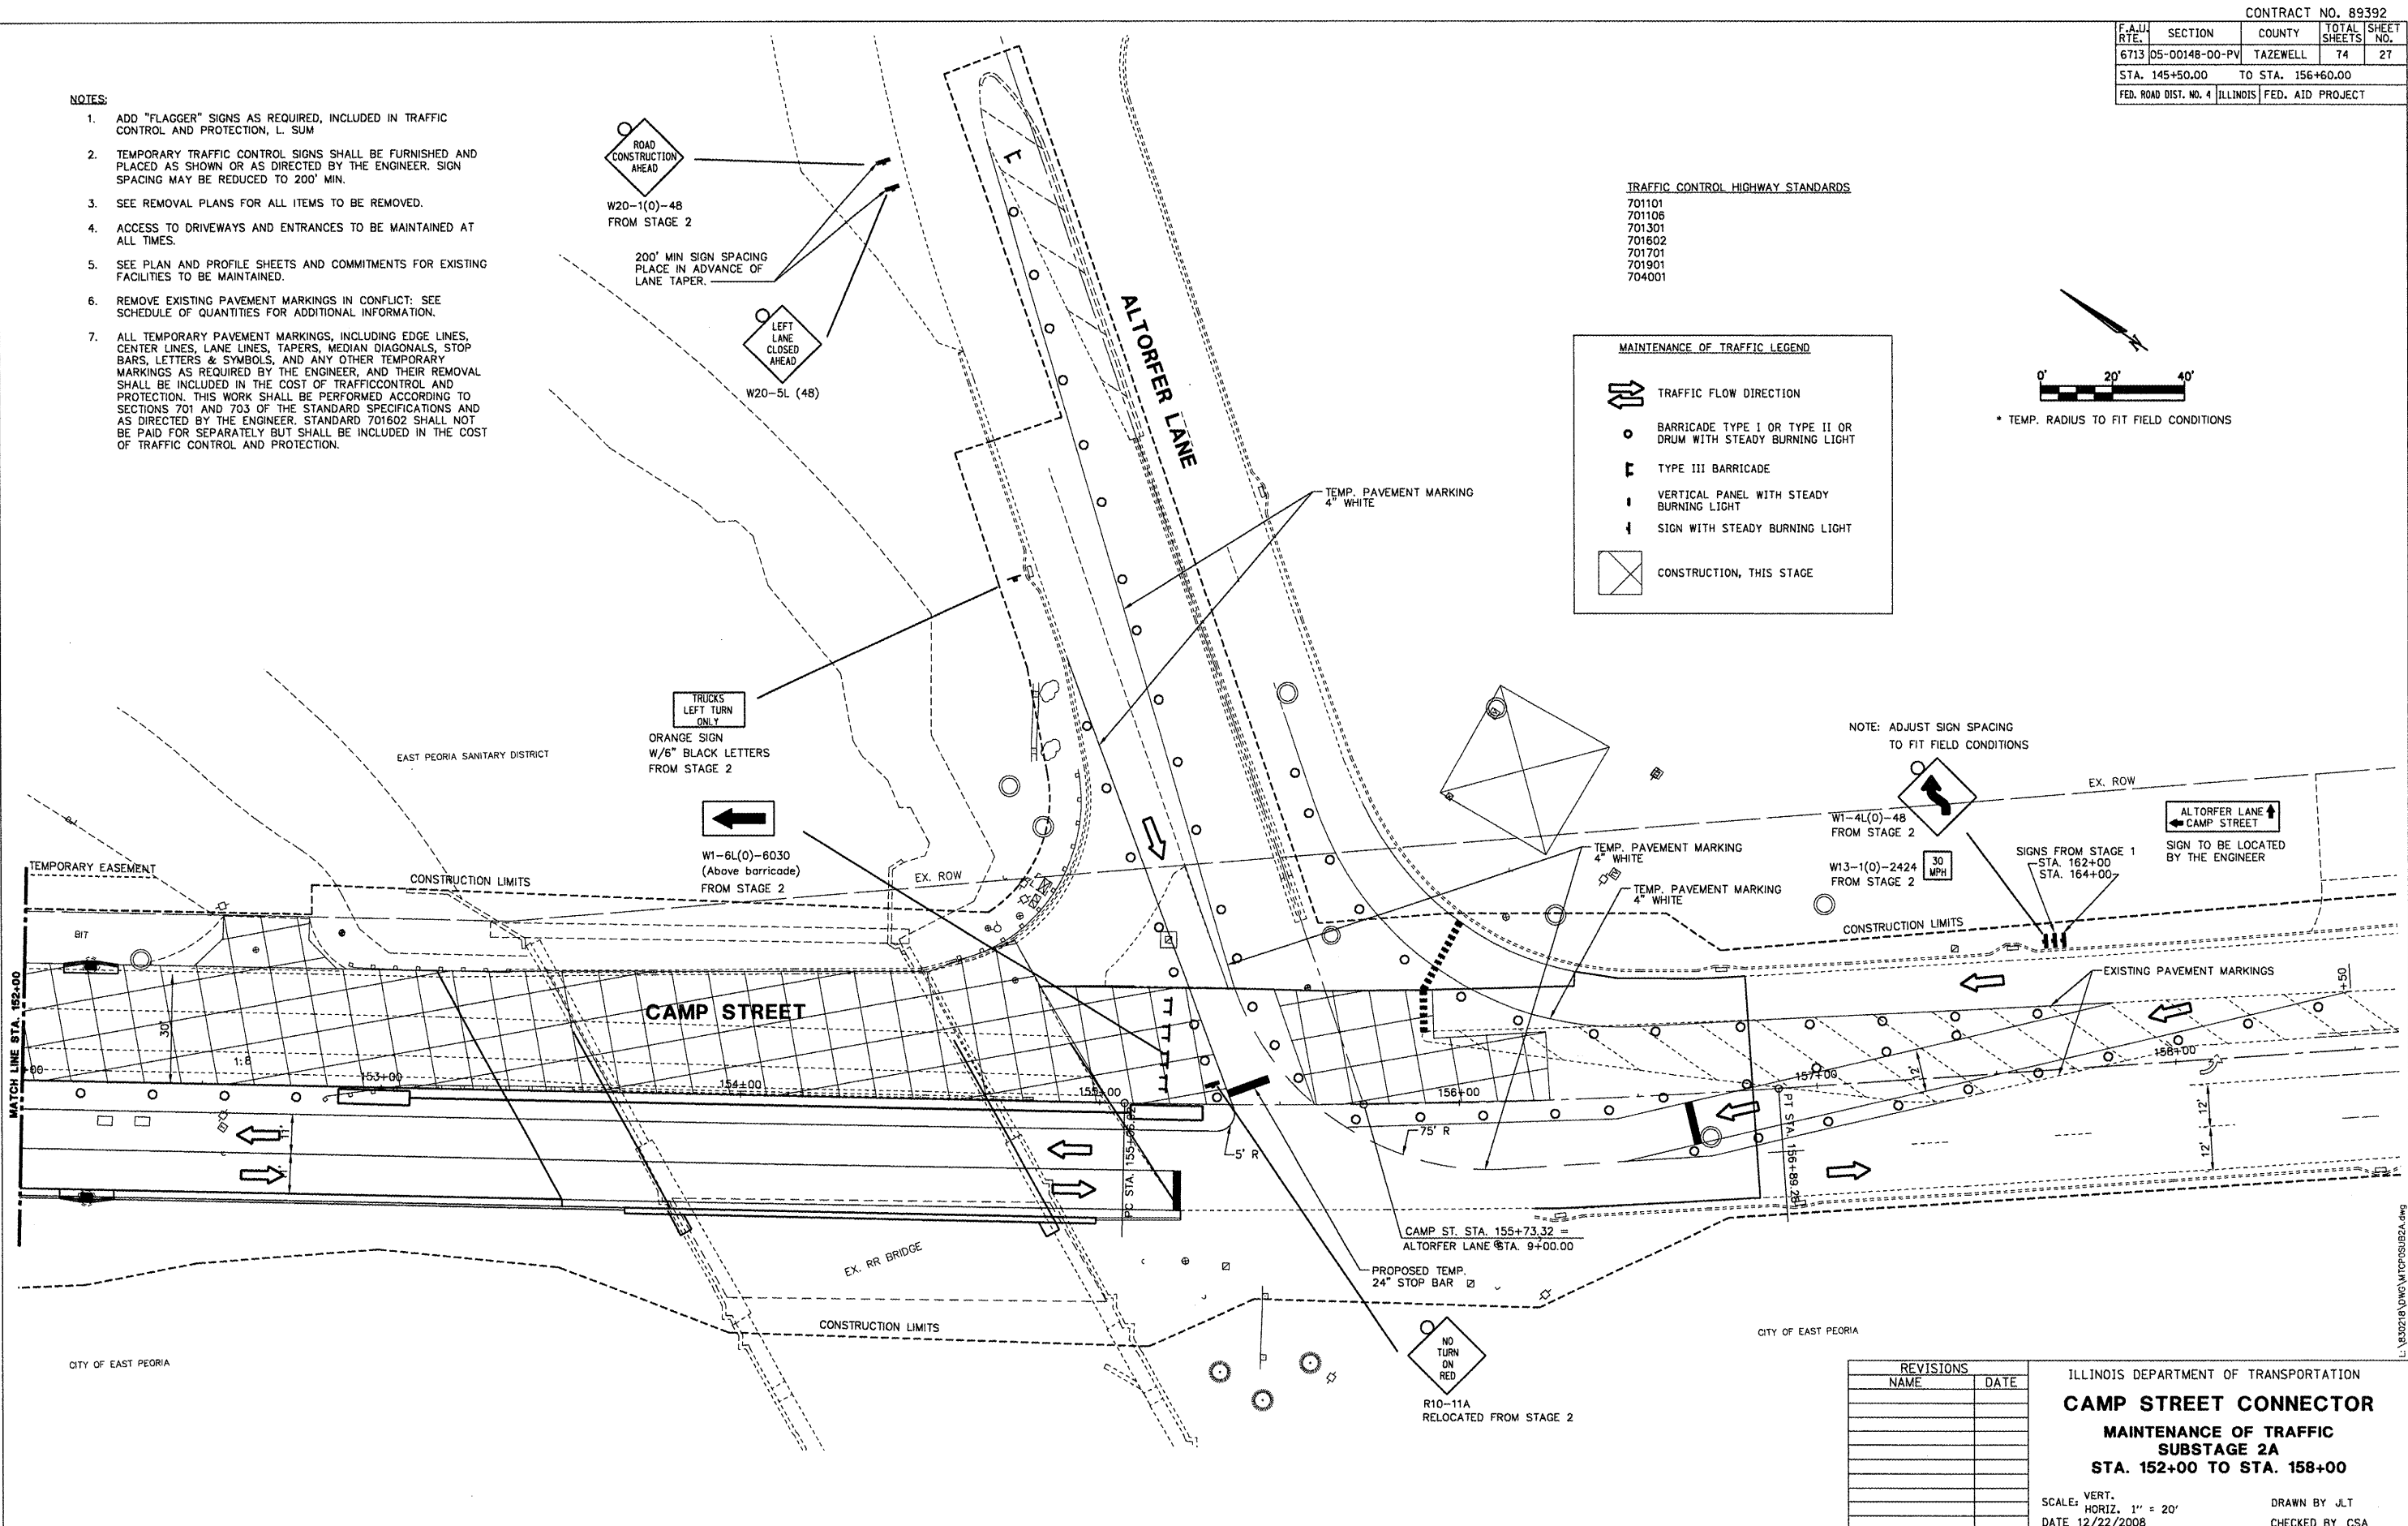 CONTRACT NO. 89392
F.A.U. RTE. SECTION COUNTY TOTAL SHEETS SHEET NO.
6713 05-00148-00-PV TAZEWELL 74 27
STA. 145+50.00 TO STA. 156+60.00
FED. ROAD DIST. NO. 4 ILLINOIS FED. AID PROJECT
NOTES:
1. ADD "FLAGGER" SIGNS AS REQUIRED, INCLUDED IN TRAFFIC
CONTROL AND PROTECTION, L. SUM
2. TEMPORARY TRAFFIC CONTROL SIGNS SHALL BE FURNISHED AND
PLACED AS SHOWN OR AS DIRECTED BY THE ENGINEER. SIGN
SPACING MAY BE REDUCED TO 200' MIN.
3. SEE REMOVAL PLANS FOR ALL ITEMS TO BE REMOVED.
4. ACCESS TO DRIVEWAYS AND ENTRANCES TO BE MAINTAINED AT
ALL TIMES.
5. SEE PLAN AND PROFILE SHEETS AND COMMITMENTS FOR EXISTING
FACILITIES TO BE MAINTAINED.
6. REMOVE EXISTING PAVEMENT MARKINGS IN CONFLICT: SEE
SCHEDULE OF QUANTITIES FOR ADDITIONAL INFORMATION.
7. ALL TEMPORARY PAVEMENT MARKINGS, INCLUDING EDGE LINES,
CENTER LINES, LANE LINES, TAPERS, MEDIAN DIAGONALS, STOP
BARS, LETTERS & SYMBOLS, AND ANY OTHER TEMPORARY
MARKINGS AS REQUIRED BY THE ENGINEER, AND THEIR REMOVAL
SHALL BE INCLUDED IN THE COST OF TRAFFICCONTROL AND
PROTECTION. THIS WORK SHALL BE PERFORMED ACCORDING TO
SECTIONS 701 AND 703 OF THE STANDARD SPECIFICATIONS AND
AS DIRECTED BY THE ENGINEER. STANDARD 701602 SHALL NOT
BE PAID FOR SEPARATELY BUT SHALL BE INCLUDED IN THE COST
OF TRAFFIC CONTROL AND PROTECTION.
ROAD
CONSTRUCTION
AHEAD
W20-1(0)-48
FROM STAGE 2
200' MIN SIGN SPACING
PLACE IN ADVANCE OF
LANE TAPER.
LEFT
LANE
CLOSED
AHEAD
W20-5L (48)
ALTORFER LANE
TRAFFIC CONTROL HIGHWAY STANDARDS
701101
701106
701301
701602
701701
701901
704001
MAINTENANCE OF TRAFFIC LEGEND
TRAFFIC FLOW DIRECTION
BARRICADE TYPE I OR TYPE II OR
DRUM WITH STEADY BURNING LIGHT
TYPE III BARRICADE
VERTICAL PANEL WITH STEADY
BURNING LIGHT
SIGN WITH STEADY BURNING LIGHT
CONSTRUCTION, THIS STAGE
N
0' 20' 40'
* TEMP. RADIUS TO FIT FIELD CONDITIONS
TEMP. PAVEMENT MARKING
4" WHITE
TRUCKS
LEFT TURN
ONLY
ORANGE SIGN
W/6" BLACK LETTERS
FROM STAGE 2
EAST PEORIA SANITARY DISTRICT
W1-6L(0)-6030
(Above barricade)
FROM STAGE 2
NOTE: ADJUST SIGN SPACING
TO FIT FIELD CONDITIONS
W1-4L(0)-48
FROM STAGE 2
W13-1(0)-2424
FROM STAGE 2
30
MPH
EX. ROW
ALTORFER LANE
CAMP STREET
SIGN TO BE LOCATED
BY THE ENGINEER
SIGNS FROM STAGE 1
STA. 162+00
STA. 164+00
TEMPORARY EASEMENT
CONSTRUCTION LIMITS
EX. ROW
TEMP. PAVEMENT MARKING
4" WHITE
TEMP. PAVEMENT MARKING
4" WHITE
CONSTRUCTION LIMITS
EXISTING PAVEMENT MARKINGS
+50
BIT
MATCH LINE STA. 152+00
+00
30'
1:8
CAMP STREET
153+00
154+00
155+00
156+00
157+00
158+00
12'
12'
12'
11'
PC STA. 155+06.02
5' R
75' R
PT STA. 156+89.26
CAMP ST. STA. 155+73.32 =
ALTORFER LANE STA. 9+00.00
PROPOSED TEMP.
24" STOP BAR
EX. RR BRIDGE
CONSTRUCTION LIMITS
CITY OF EAST PEORIA
CITY OF EAST PEORIA
NO
TURN
ON
RED
R10-11A
RELOCATED FROM STAGE 2
L:\830218\DWG\MTOPOSUB2A.dwg
REVISIONS
NAME DATE
ILLINOIS DEPARTMENT OF TRANSPORTATION
CAMP STREET CONNECTOR
MAINTENANCE OF TRAFFIC
SUBSTAGE 2A
STA. 152+00 TO STA. 158+00
SCALE: VERT.
HORIZ. 1" = 20'
DATE 12/22/2008
DRAWN BY JLT
CHECKED BY CSA